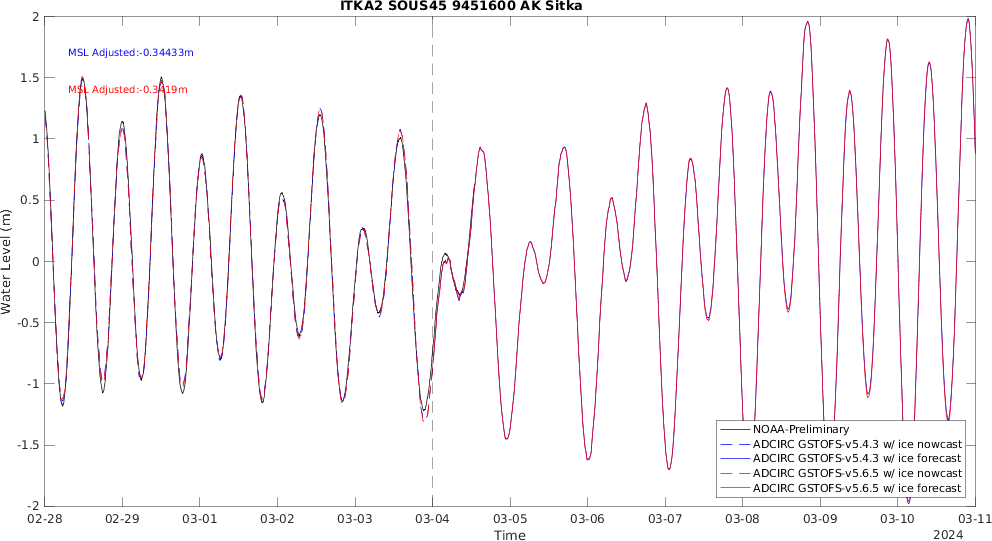 ITKA2 SOUS45 9451600 AK Sitka
MSL Adjusted:-0.34433m
MSL Adjusted:-0.3419m
Water Level (m)
2
1.5
1
0.5
0
-0.5
-1
-1.5
-2
NOAA-Preliminary
ADCIRC GSTOFS-v5.4.3 w/ ice nowcast
ADCIRC GSTOFS-v5.4.3 w/ ice forecast
ADCIRC GSTOFS-v5.6.5 w/ ice nowcast
ADCIRC GSTOFS-v5.6.5 w/ ice forecast
02-28 02-29 03-01 03-02 03-03 03-04 03-05 03-06 03-07 03-08 03-09 03-10 03-11
Time
2024